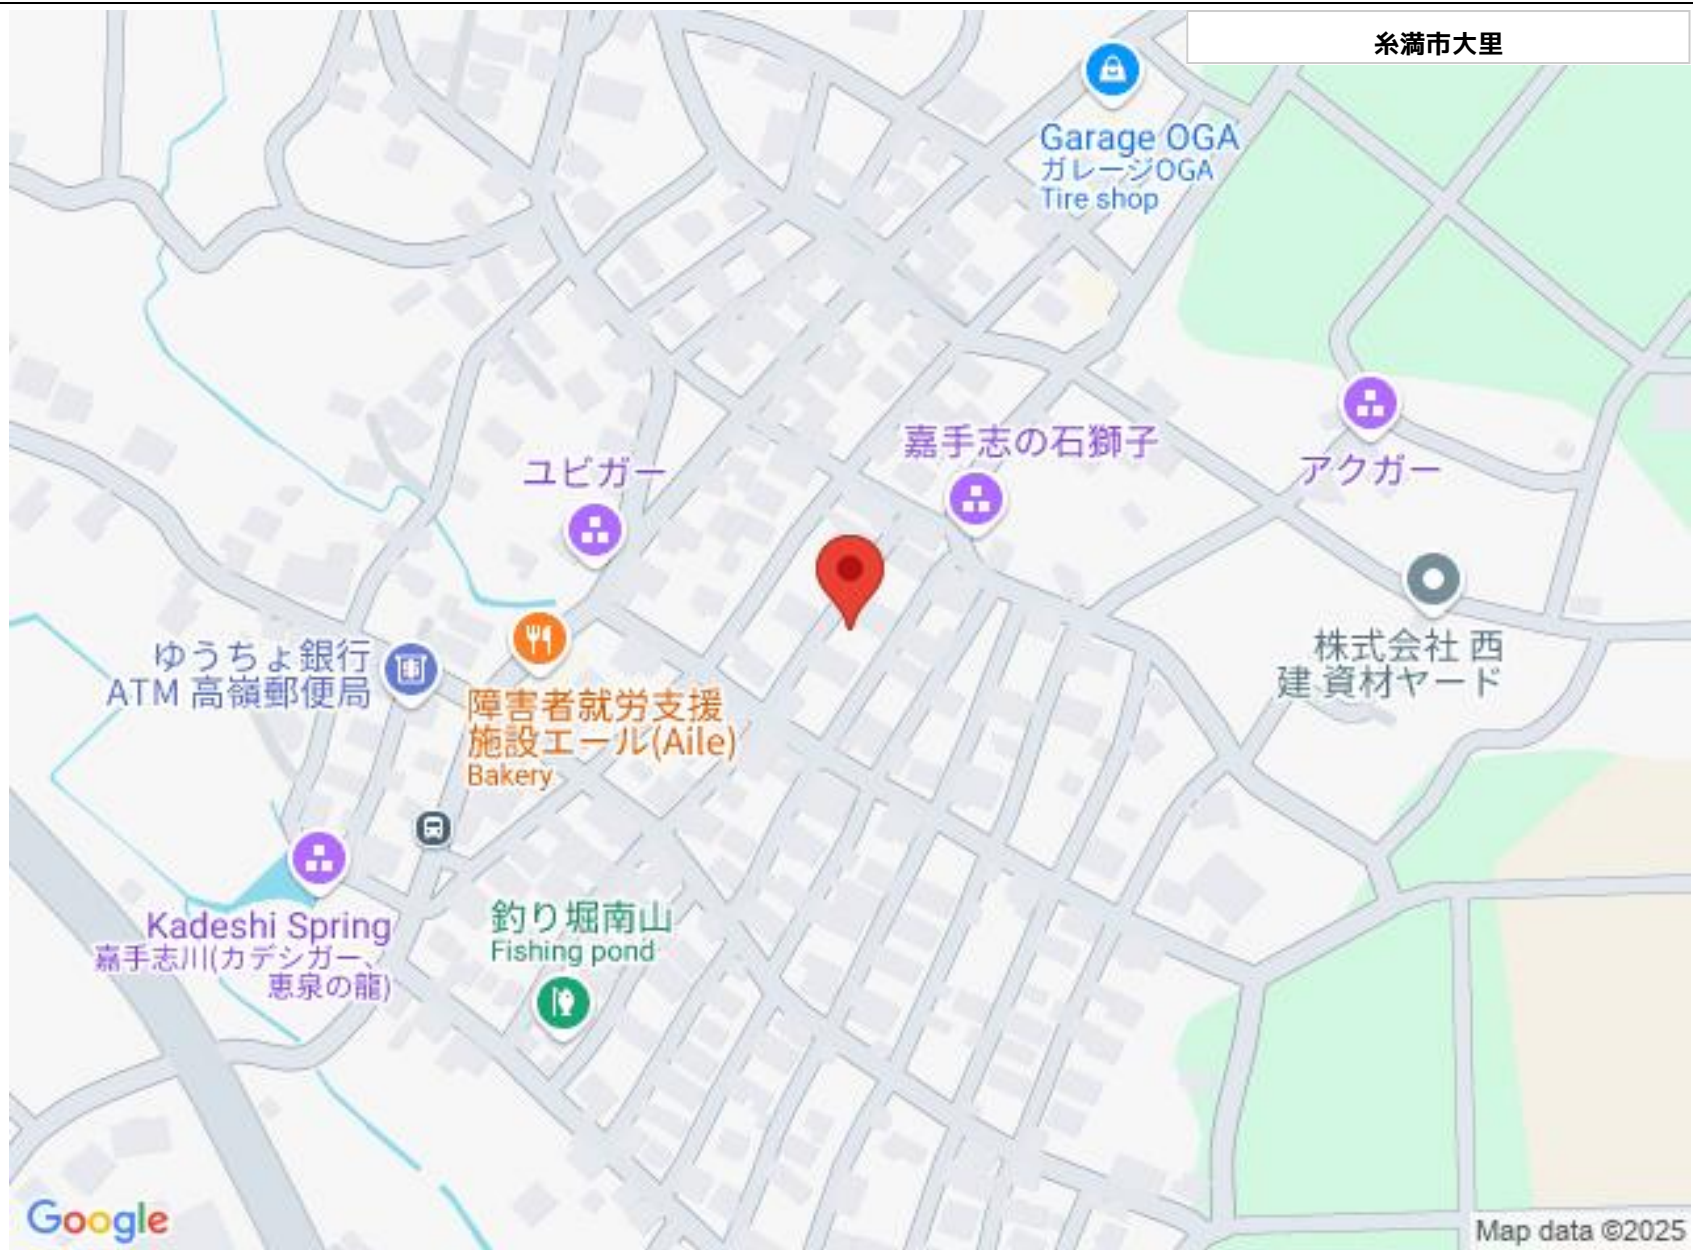 糸満市大里
Garage OGA
ガレージOGA
Tire shop
嘉手志の石獅子
アクガー
ユビガー
ゆうちょ銀行
ATM 高嶺郵便局
障害者就労支援
施設エール(Aile)
Bakery
株式会社 西
建 資材ヤード
Kadeshi Spring
嘉手志川(カデシガー、
恵泉の龍)
釣り堀南山
Fishing pond
Google
Map data ©2025